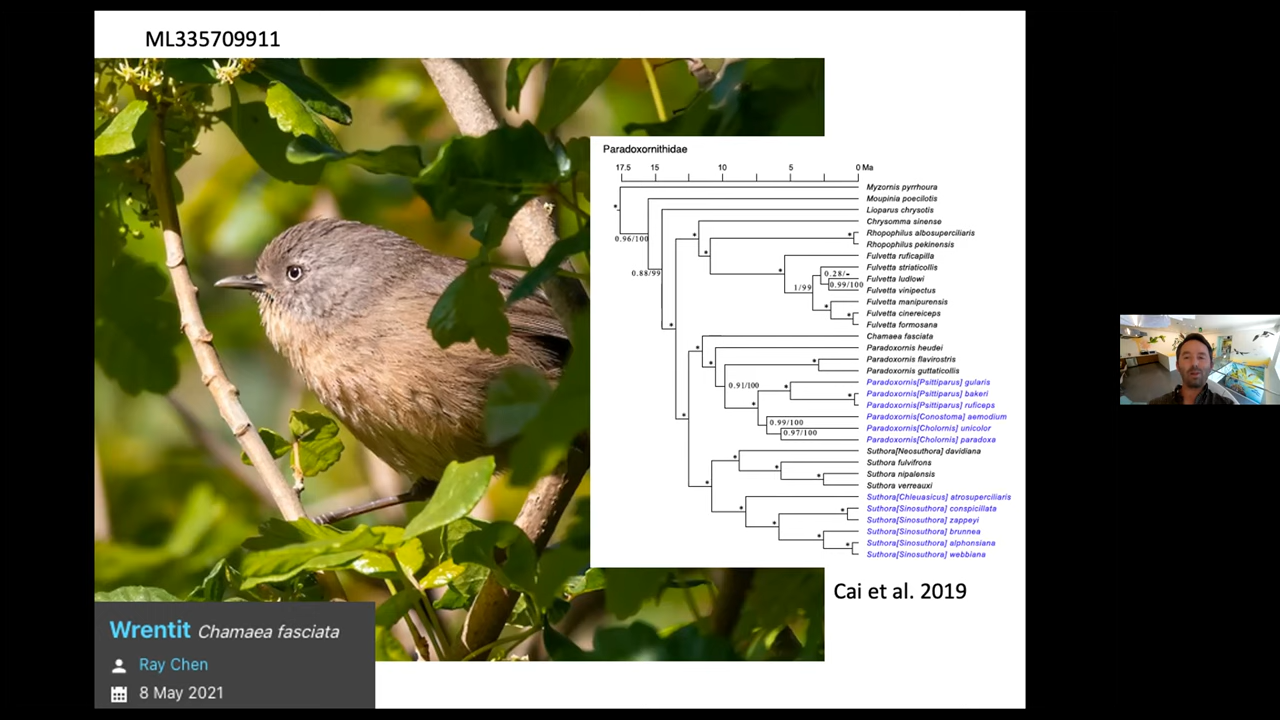 ML335709911
Paradoxornithidae
17.5 15 10 5 0 Ma
Myzornis pyrrhoura
Moupinia poecilotis
Lioparus chrysotis
Chrysomma sinense
Rhopophilus albosuperciliaris
0.96/100
Rhopophilus pekinensis
Fulvetta ruficapilla
Fulvetta striaticollis
0.88/99
0.28/-
Fulvetta ludlowi
0.99/100
1/99
Fulvetta vinipectus
Fulvetta manipurensis
Fulvetta cinereiceps
Fulvetta formosana
Chamaea fasciata
Paradoxornis heudei
Paradoxornis flavirostris
Paradoxornis guttaticollis
0.91/100
Paradoxornis[Psittiparus] gularis
Paradoxornis[Psittiparus] bakeri
Paradoxornis[Psittiparus] ruficeps
Paradoxornis[Conostoma] aemodium
0.99/100
Paradoxornis[Cholornis] unicolor
0.97/100
Paradoxornis[Cholornis] paradoxa
Suthora[Neosuthora] davidiana
Suthora fulvifrons
Suthora nipalensis
Suthora verreauxi
Suthora[Chleuasicus] atrosuperciliaris
Suthora[Sinosuthora] conspicillata
Suthora[Sinosuthora] zappeyi
Suthora[Sinosuthora] brunnea
Suthora[Sinosuthora] alphonsiana
Suthora[Sinosuthora] webbiana
Cai et al. 2019
Wrentit Chamaea fasciata
Ray Chen
8 May 2021